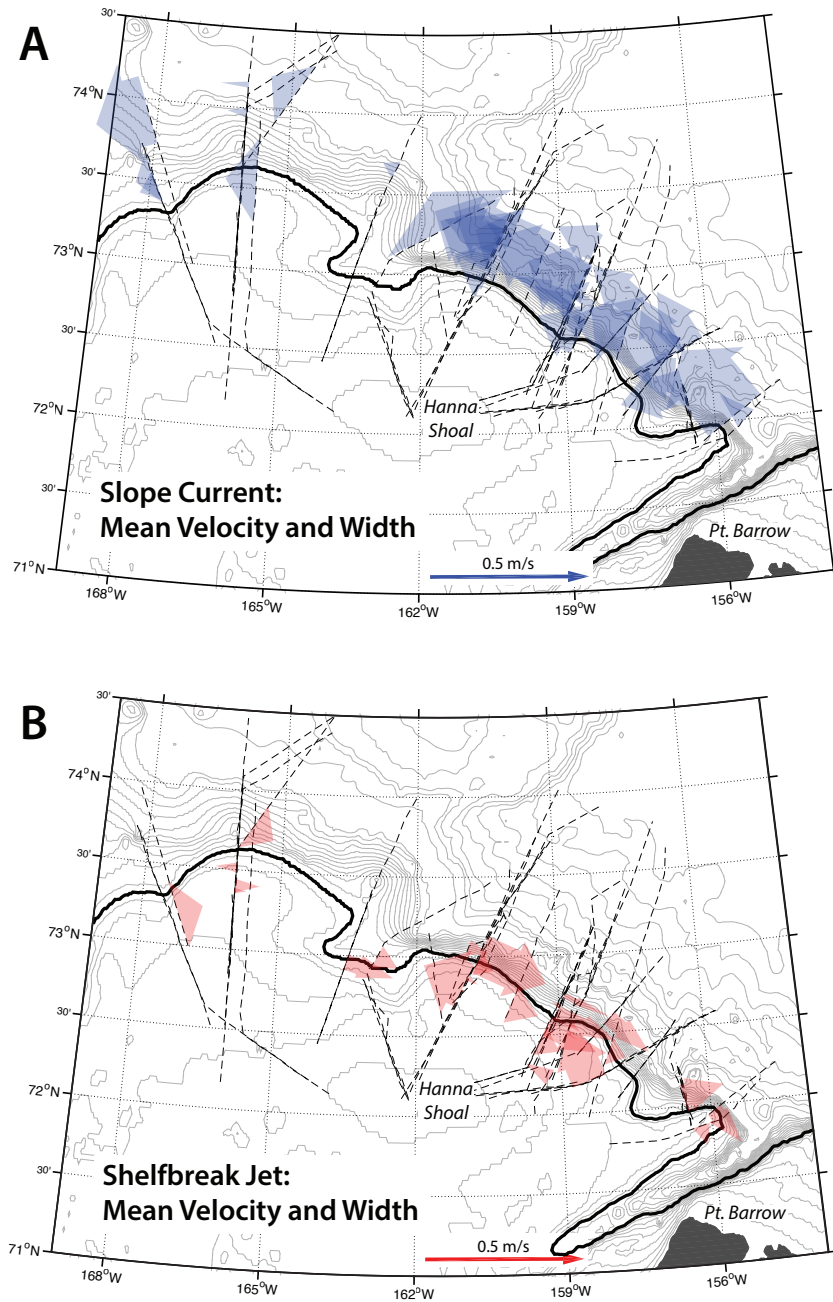 A
30'
74°N
30'
73°N
30'
72°N
30'
71°N
Hanna
Shoal
Slope Current:
Mean Velocity and Width
0.5 m/s
Pt. Barrow
168°W
165°W
162°W
159°W
156°W
B
30'
74°N
30'
73°N
30'
72°N
30'
71°N
Hanna
Shoal
Shelfbreak Jet:
Mean Velocity and Width
0.5 m/s
Pt. Barrow
168°W
165°W
162°W
159°W
156°W